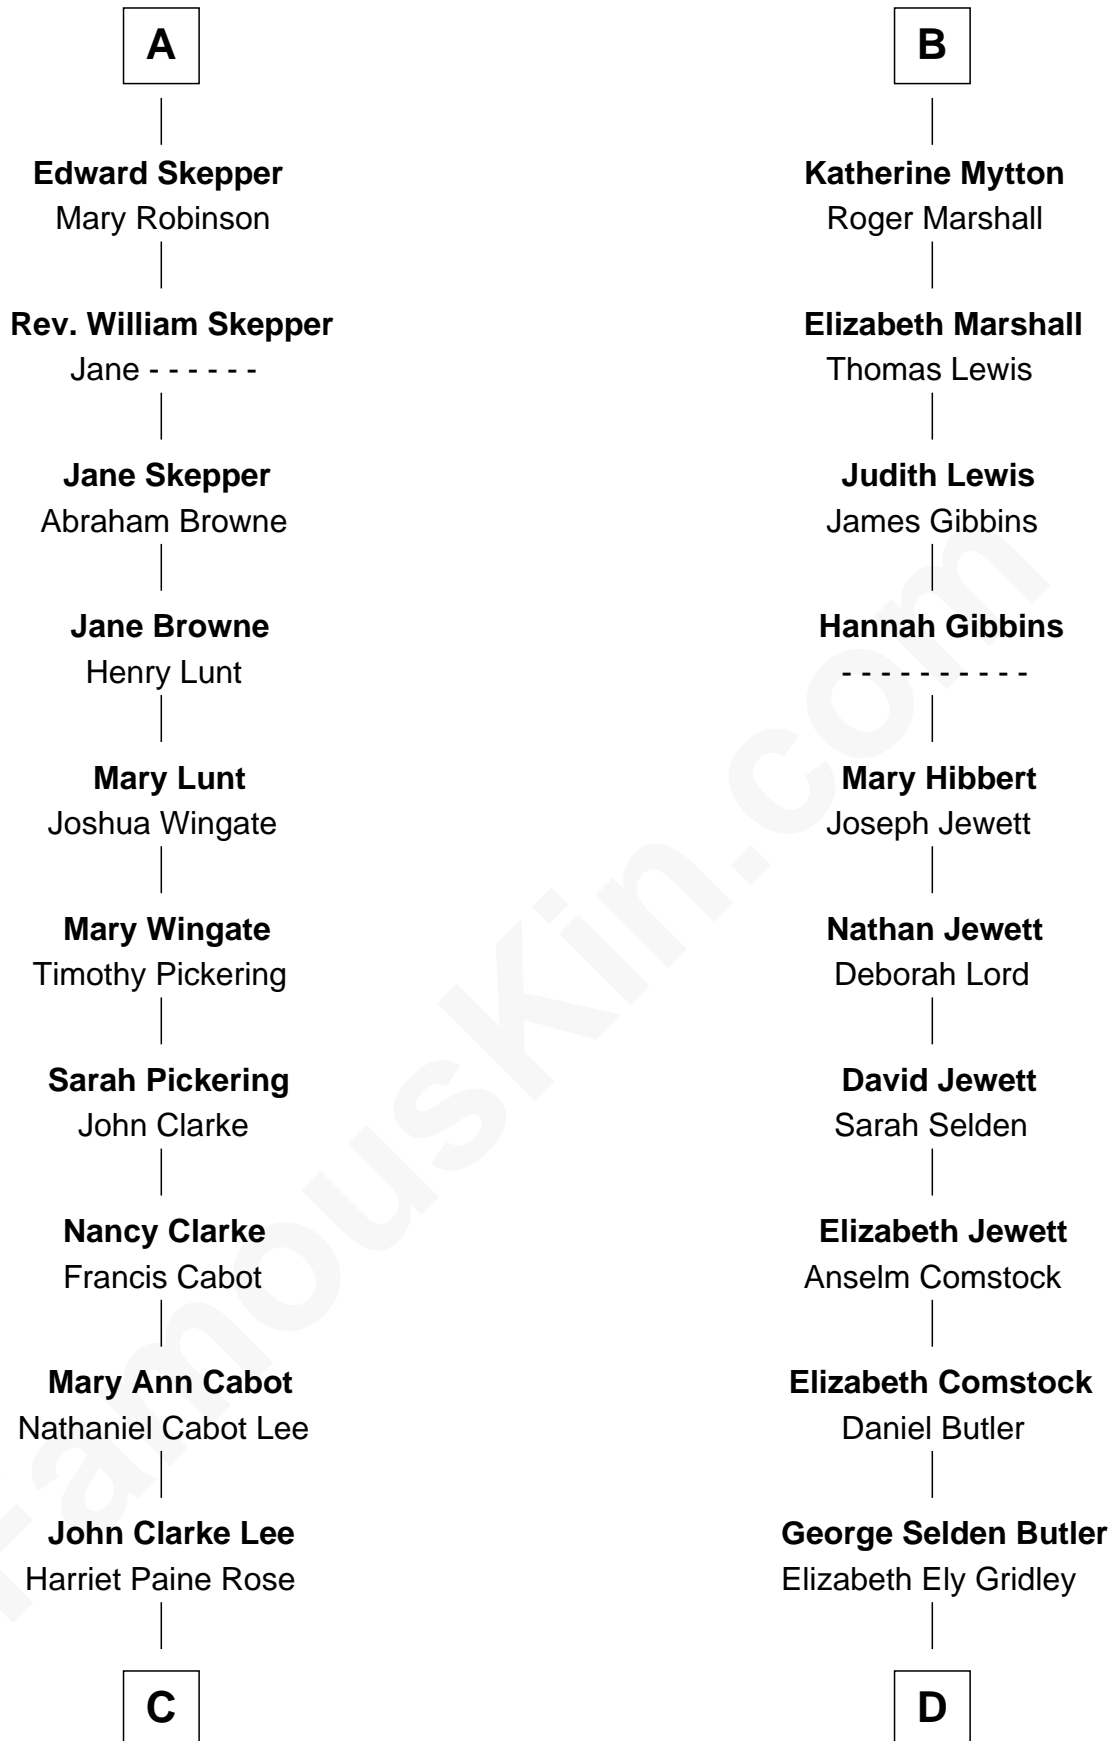 A
Edward Skepper
Mary Robinson
Rev. William Skepper
Jane - - - - - -
Jane Skepper
Abraham Browne
Jane Browne
Henry Lunt
Mary Lunt
Joshua Wingate
Mary Wingate
Timothy Pickering
Sarah Pickering
John Clarke
Nancy Clarke
Francis Cabot
Mary Ann Cabot
Nathaniel Cabot Lee
John Clarke Lee
Harriet Paine Rose
C
B
Katherine Mytton
Roger Marshall
Elizabeth Marshall
Thomas Lewis
Judith Lewis
James Gibbins
Hannah Gibbins
- - - - - - - - - -
Mary Hibbert
Joseph Jewett
Nathan Jewett
Deborah Lord
David Jewett
Sarah Selden
Elizabeth Jewett
Anselm Comstock
Elizabeth Comstock
Daniel Butler
George Selden Butler
Elizabeth Ely Gridley
D
FamousKin.com